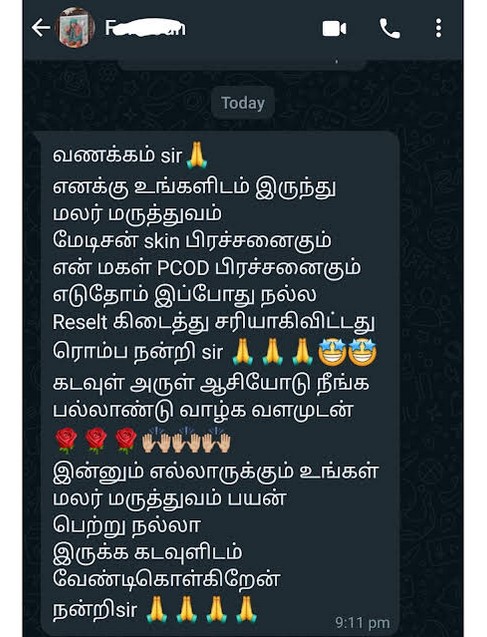 Today
வணக்கம் sir🙏
எனக்கு உங்களிடம் இருந்து
மலர் மருத்துவம்
மேடிசன் skin பிரச்சனைகும்
என் மகள் PCOD பிரச்சனைகும்
எடுதோம் இப்போது நல்ல
Reselt கிடைத்து சரியாகிவிட்டது
ரொம்ப நன்றி sir 🙏🙏🙏🤩🤩
கடவுள் அருள் ஆசியோடு நீங்க
பல்லாண்டு வாழ்க வளமுடன்
🌹🌹🌹🙌🏼🙌🏼🙌🏼
இன்னும் எல்லாருக்கும் உங்கள்
மலர் மருத்துவம் பயன்
பெற்று நல்லா
இருக்க கடவுளிடம்
வேண்டிகொள்கிறேன்
நன்றிsir 🙏🙏🙏🙏
9:11 pm